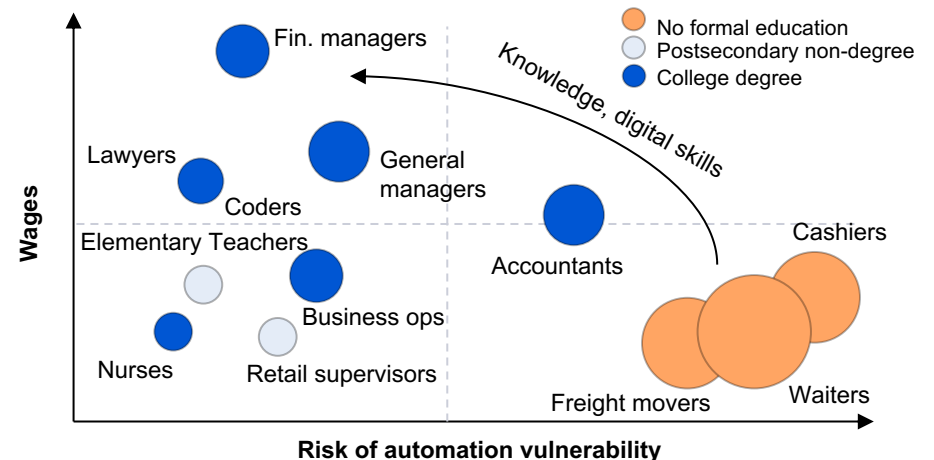 Fin. managers
No formal education
Postsecondary non-degree
College degree
Knowledge, digital skills
Lawyers
General
managers
Coders
Wages
Elementary Teachers
Cashiers
Accountants
Business ops
Nurses
Retail supervisors
Freight movers
Waiters
Risk of automation vulnerability